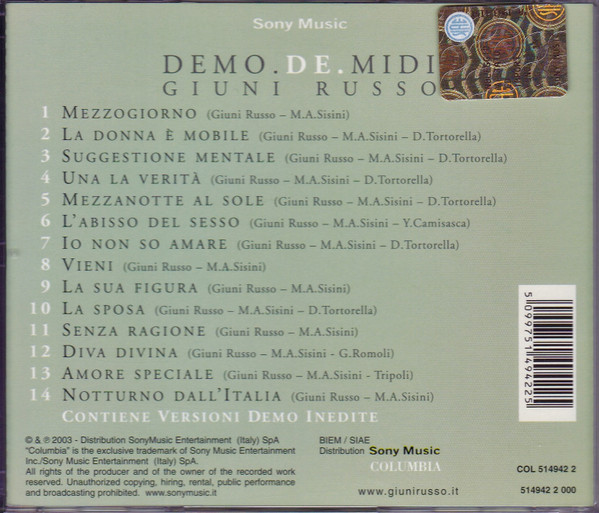 Sony Music
DEMO.DE.MIDI
GIUNI RUSSO
1 MEZZOGIORNO (Giuni Russo – M.A.Sisini)
2 LA DONNA È MOBILE (Giuni Russo – M.A.Sisini – D.Tortorella)
3 SUGGESTIONE MENTALE (Giuni Russo – M.A.Sisini – D.Tortorella)
4 UNA LA VERITÀ (Giuni Russo – M.A.Sisini – D.Tortorella)
5 MEZZANOTTE AL SOLE (Giuni Russo – M.A.Sisini – D.Tortorella)
6 L'ABISSO DEL SESSO (Giuni Russo – M.A.Sisini – Y.Camisasca)
7 IO NON SO AMARE (Giuni Russo – M.A.Sisini – D.Tortorella)
8 VIENI (Giuni Russo – M.A.Sisini)
9 LA SUA FIGURA (Giuni Russo – M.A.Sisini)
10 LA SPOSA (Giuni Russo – M.A.Sisini – D.Tortorella)
11 SENZA RAGIONE (Giuni Russo – M.A.Sisini)
12 DIVA DIVINA (Giuni Russo – M.A.Sisini - G.Romoli)
13 AMORE SPECIALE (Giuni Russo – M.A.Sisini - Tripoli)
14 NOTTURNO DALL'ITALIA (Giuni Russo – M.A.Sisini)
CONTIENE VERSIONI DEMO INEDITE
5099751494225
© & ℗ 2003 - Distribution SonyMusic Entertainment (Italy) SpA
"Columbia" is the exclusive trademark of Sony Music Entertainment
Inc./Sony Music Entertainment (Italy) SpA.
All rights of the producer and of the owner of the recorded work
reserved. Unauthorized copying, hiring, rental, public performance
and broadcasting prohibited. www.sonymusic.it
BIEM / SIAE
Distribution Sony Music
COLUMBIA
www.giunirusso.it
COL 514942 2
514942 2 000